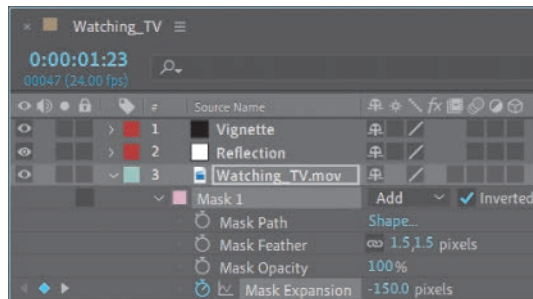 Watching_TV
0:00:01:23
00047 (24.00 fps)
# Source Name fx
1 Vignette
2 Reflection
3 Watching_TV.mov
Mask 1 Add Inverted
Mask Path Shape...
Mask Feather 1.5,1.5 pixels
Mask Opacity 100%
Mask Expansion -150.0 pixels